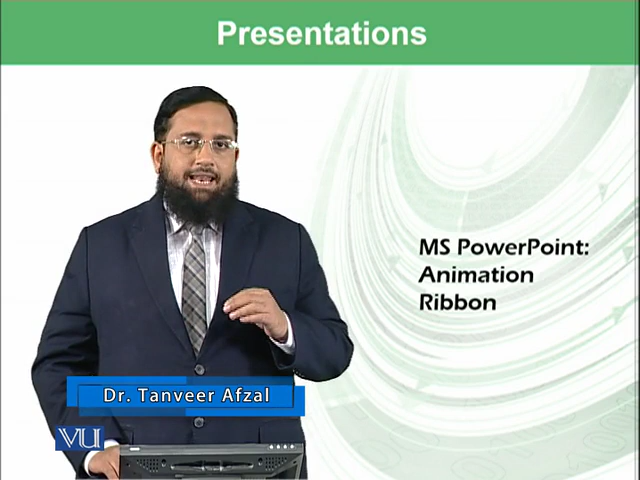 Presentations
MS PowerPoint:
Animation
Ribbon
Dr. Tanveer Afzal
VU